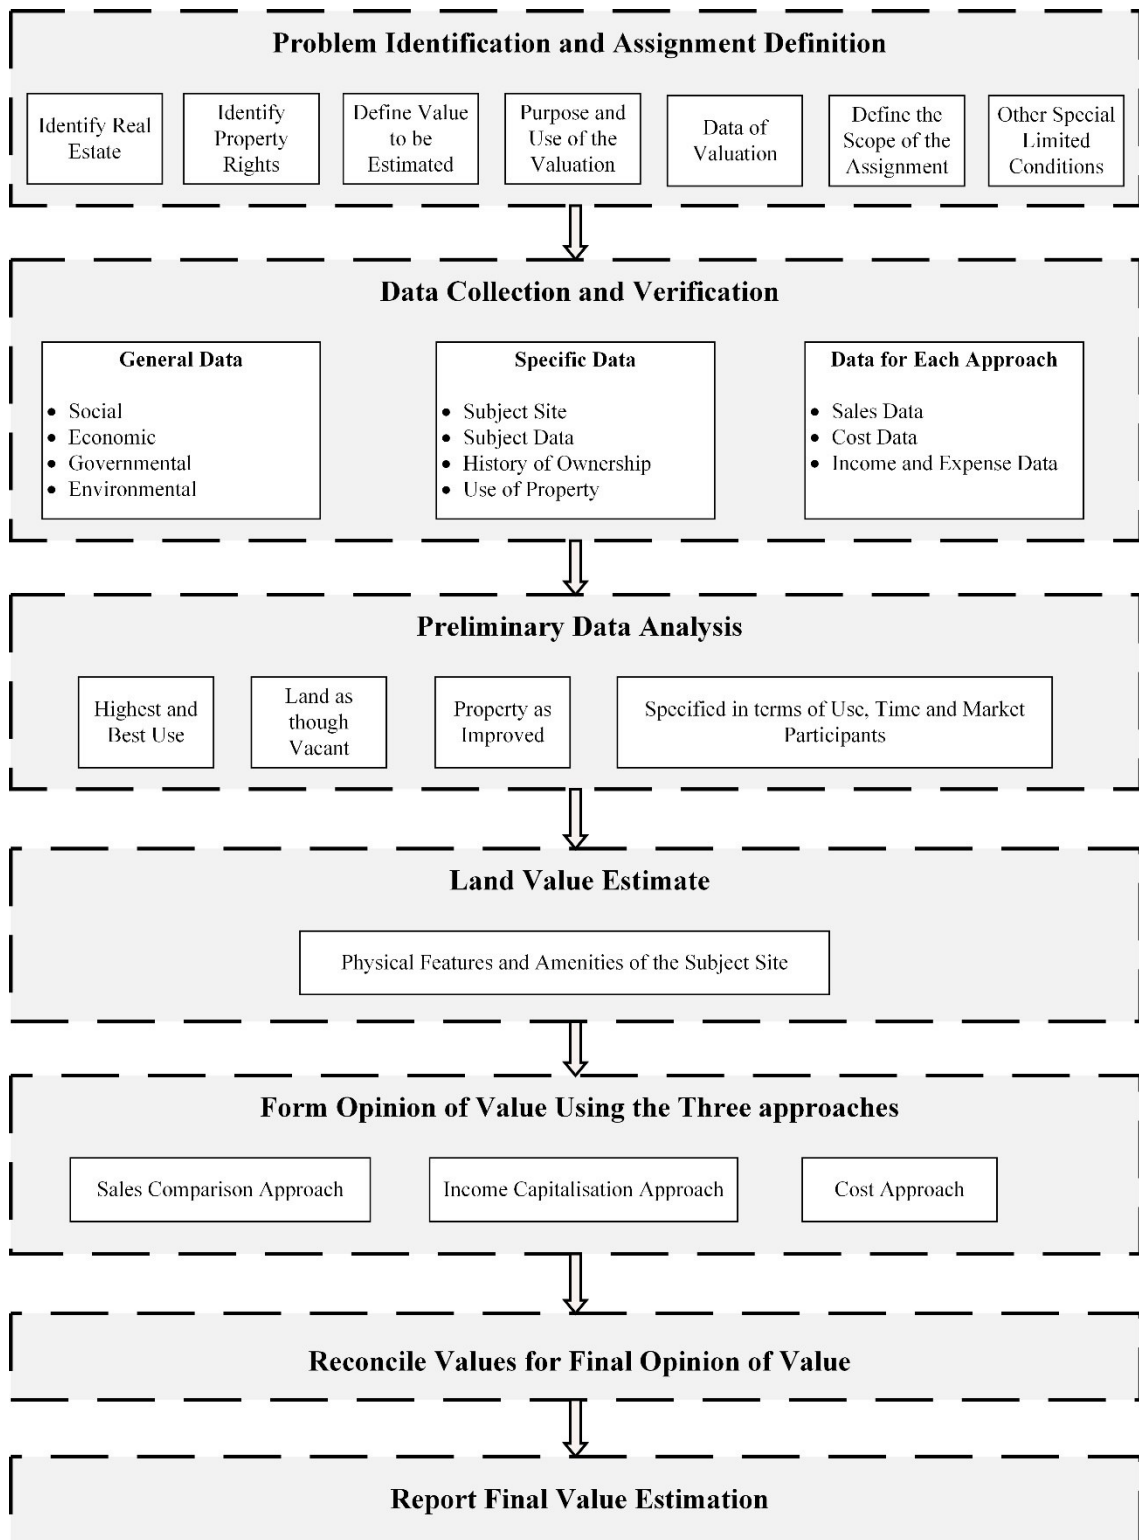 Problem Identification and Assignment Definition
Identify Real
Estate
Identify
Property
Rights
Define Value
to be
Estimated
Purpose and
Use of the
Valuation
Data of
Valuation
Define the
Scope of the
Assignment
Other Special
Limited
Conditions
Data Collection and Verification
General Data
• Social
• Economic
• Governmental
• Environmental
Specific Data
• Subject Site
• Subject Data
• History of Ownership
• Use of Property
Data for Each Approach
• Sales Data
• Cost Data
• Income and Expense Data
Preliminary Data Analysis
Highest and
Best Use
Land as
though
Vacant
Property as
Improved
Specified in terms of Use, Time and Market
Participants
Land Value Estimate
Physical Features and Amenities of the Subject Site
Form Opinion of Value Using the Three approaches
Sales Comparison Approach
Income Capitalisation Approach
Cost Approach
Reconcile Values for Final Opinion of Value
Report Final Value Estimation